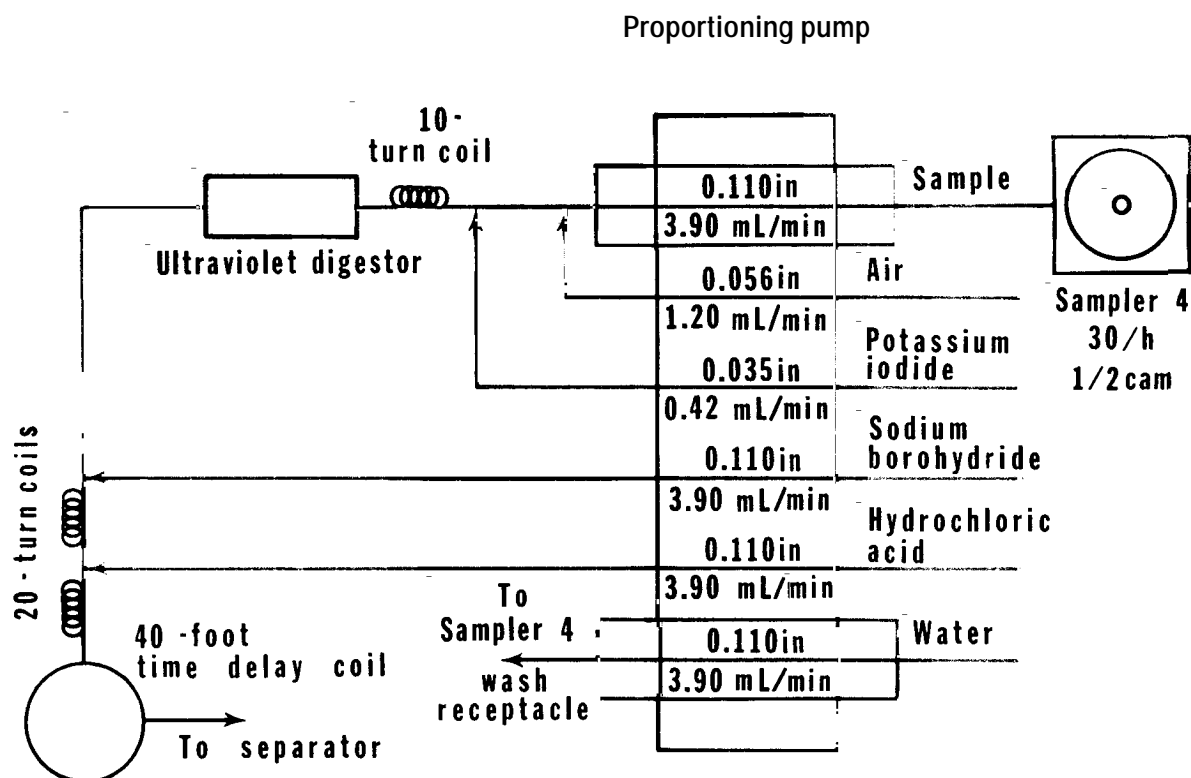 Proportioning pump
10-
turn coil
0.110in
Sample
3.90 mL/min
Ultraviolet digestor
0.056in
Air
1.20 mL/min
Sampler 4
30/h
1/2cam
Potassium
iodide
0.035in
0.42 mL/min
Sodium
borohydride
0.110in
3.90 mL/min
Hydrochloric
acid
0.110in
3.90 mL/min
20-turn coils
To
Sampler 4
wash
receptacle
0.110in
Water
3.90 mL/min
40-foot
time delay coil
To separator